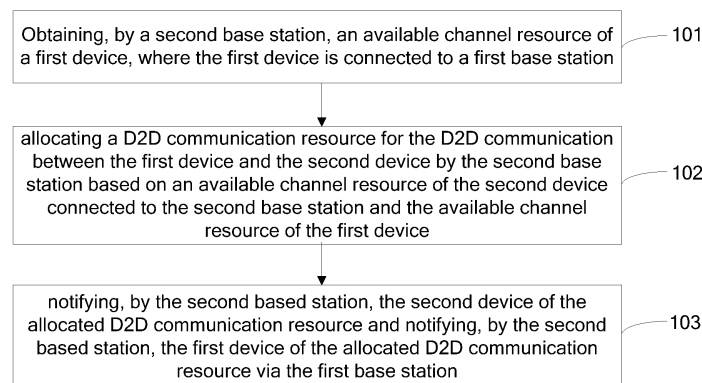 Obtaining, by a second base station, an available channel resource of
a first device, where the first device is connected to a first base station
101
allocating a D2D communication resource for the D2D communication
between the first device and the second device by the second base
station based on an available channel resource of the second device
connected to the second base station and the available channel
resource of the first device
102
notifying, by the second based station, the second device of the
allocated D2D communication resource and notifying, by the second
based station, the first device of the allocated D2D communication
resource via the first base station
103